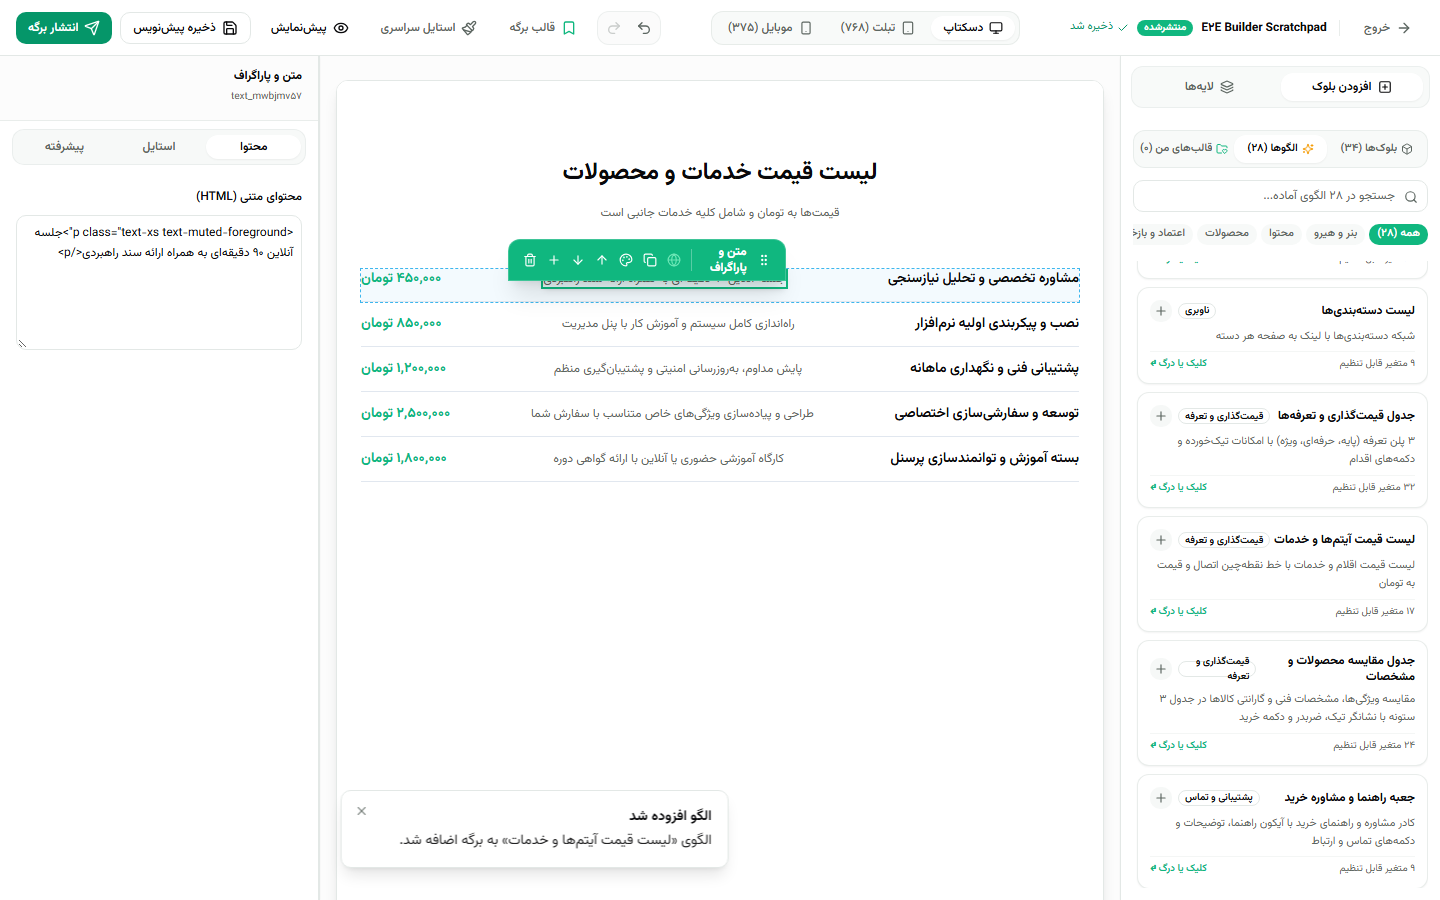 خروج
E2E Builder Scratchpad
منتشرشده
ذخیره شد
دسکتاپ
تبلت (۷۶۸)
موبایل (۳۷۵)
قالب برگه
استایل سراسری
پیش‌نمایش
ذخیره پیش‌نویس
انتشار برگه
افزودن بلوک
لایه‌ها
بلوک‌ها (۳۴)
الگوها (۲۸)
قالب‌های من (۰)
جستجو در ۲۸ الگوی آماده...
همه (۲۸)
بنر و هیرو
محتوا
محصولات
اعتماد و بازخ
لیست دسته‌بندی‌ها
ناوبری
شبکه دسته‌بندی‌ها با لینک به صفحه هر دسته
۹ متغیر قابل تنظیم
کلیک یا درگ
جدول قیمت‌گذاری و تعرفه‌ها
قیمت‌گذاری و تعرفه
۳ پلن تعرفه (پایه، حرفه‌ای، ویژه) با امکانات تیک‌خورده و
دکمه‌های اقدام
۳۲ متغیر قابل تنظیم
کلیک یا درگ
لیست قیمت آیتم‌ها و خدمات
قیمت‌گذاری و تعرفه
لیست قیمت اقلام و خدمات با خط نقطه‌چین اتصال و قیمت
به تومان
۱۷ متغیر قابل تنظیم
کلیک یا درگ
جدول مقایسه محصولات و
مشخصات
قیمت‌گذاری و
تعرفه
مقایسه ویژگی‌ها، مشخصات فنی و گارانتی کالاها در جدول ۳
ستونه با نشانگر تیک، ضربدر و دکمه خرید
۲۴ متغیر قابل تنظیم
کلیک یا درگ
جعبه راهنما و مشاوره خرید
پشتیبانی و تماس
کادر مشاوره و راهنمای خرید با آیکون راهنما، توضیحات و
دکمه‌های تماس و ارتباط
۹ متغیر قابل تنظیم
کلیک یا درگ
لیست قیمت خدمات و محصولات
قیمت‌ها به تومان و شامل کلیه خدمات جانبی است
متن و
پاراگراف
مشاوره تخصصی و تحلیل نیازسنجی
۴۵۰,۰۰۰ تومان
نصب و پیکربندی اولیه نرم‌افزار
راه‌اندازی کامل سیستم و آموزش کار با پنل مدیریت
۸۵۰,۰۰۰ تومان
پشتیبانی فنی و نگهداری ماهانه
پایش مداوم، به‌روزرسانی امنیتی و پشتیبان‌گیری منظم
۱,۲۰۰,۰۰۰ تومان
توسعه و سفارشی‌سازی اختصاصی
طراحی و پیاده‌سازی ویژگی‌های خاص متناسب با سفارش شما
۲,۵۰۰,۰۰۰ تومان
بسته آموزش و توانمندسازی پرسنل
کارگاه آموزشی حضوری یا آنلاین با ارائه گواهی دوره
۱,۸۰۰,۰۰۰ تومان
الگو افزوده شد
الگوی «لیست قیمت آیتم‌ها و خدمات» به برگه اضافه شد.
متن و پاراگراف
text_mwbjmv۵۷
محتوا
استایل
پیشرفته
محتوای متنی (HTML)
<p class="text-xs text-muted-foreground">جلسه
آنلاین ۹۰ دقیقه‌ای به همراه ارائه سند راهبردی</p>